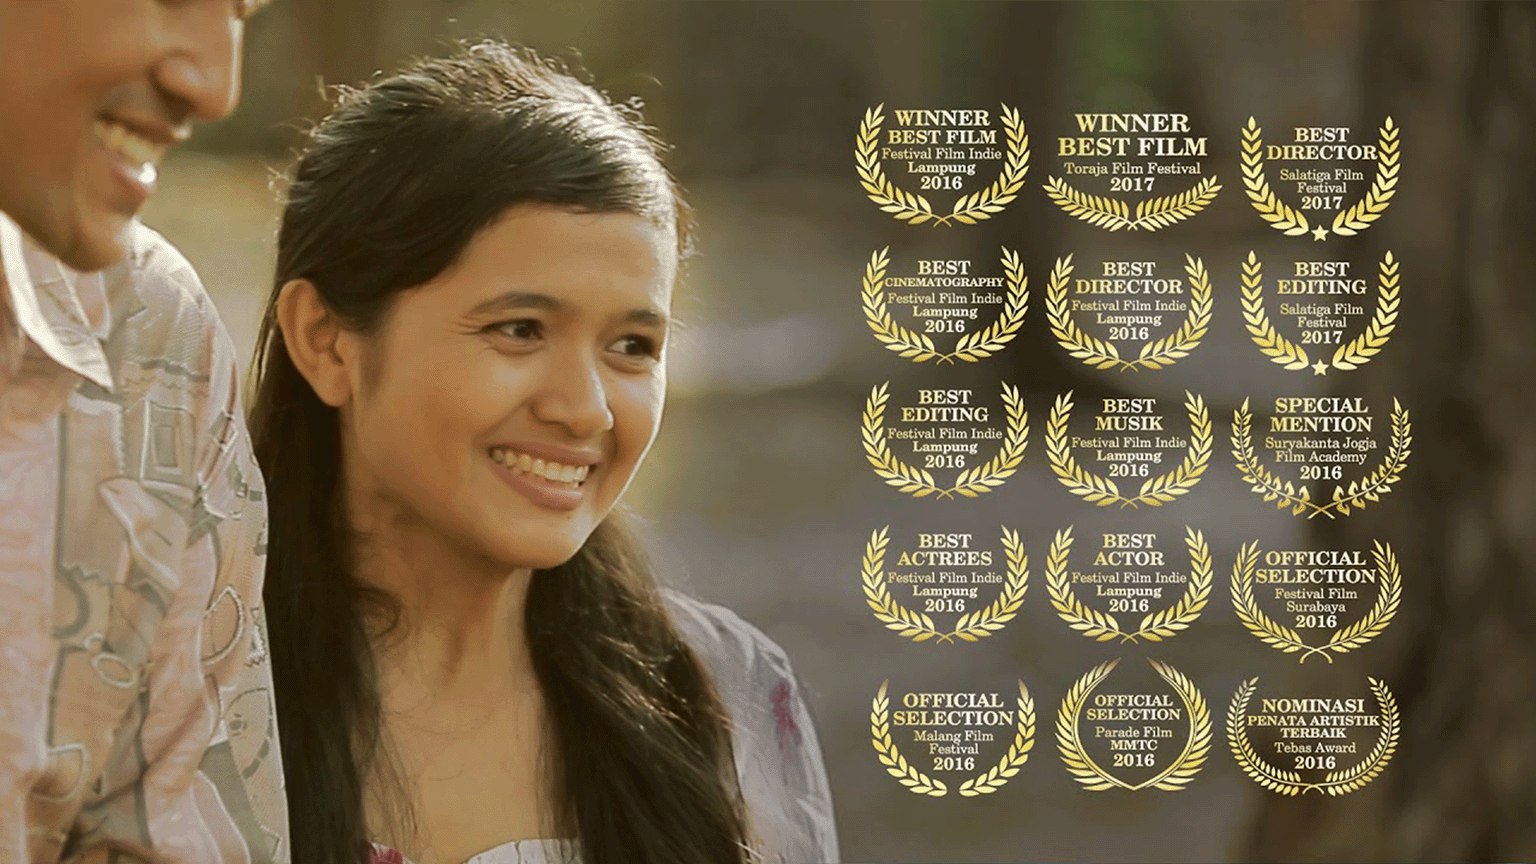 WINNER
BEST FILM
Festival Film Indie
Lampung
2016
WINNER
BEST FILM
Toraja Film Festival
2017
BEST
DIRECTOR
Salatiga Film
Festival
2017
BEST
CINEMATOGRAPHY
Festival Film Indie
Lampung
2016
BEST
DIRECTOR
Festival Film Indie
Lampung
2016
BEST
EDITING
Salatiga Film
Festival
2017
BEST
EDITING
Festival Film Indie
Lampung
2016
BEST
MUSIK
Festival Film Indie
Lampung
2016
SPECIAL
MENTION
Suryakanta Jogja
Film Academy
2016
BEST
ACTREES
Festival Film Indie
Lampung
2016
BEST
ACTOR
Festival Film Indie
Lampung
2016
OFFICIAL
SELECTION
Festival Film
Surabaya
2016
OFFICIAL
SELECTION
Malang Film
Festival
2016
OFFICIAL
SELECTION
Parade Film
MMTC
2016
NOMINASI
PENATA ARTISTIK
TERBAIK
Tebas Award
2016